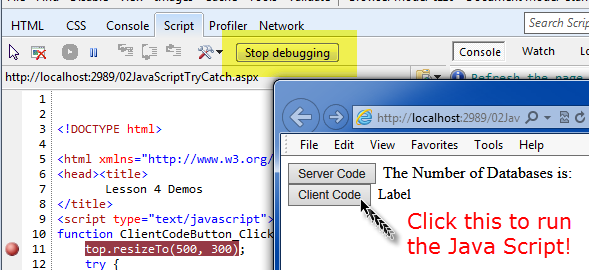 HTML CSS Script Profiler Network
Search Scri
Stop debugging
Console Watch Local
http://localhost:2989/02JavaScriptTryCatch.aspx
Refresh the page
1
2
3 <!DOCTYPE html>
4
5 <html xmlns="http://www.w3.org/
6 <head><title>
7 Lesson 4 Demos
8 </title>
9 <script type="text/javascript">
10 function ClientCodeButton_Click
11 top.resizeTo(500, 300);
12 try {
http://localhost:2989/02Jav
File Edit View Favorites Tools Help
Server Code The Number of Databases is:
Client Code Label
Click this to run
the Java Script!